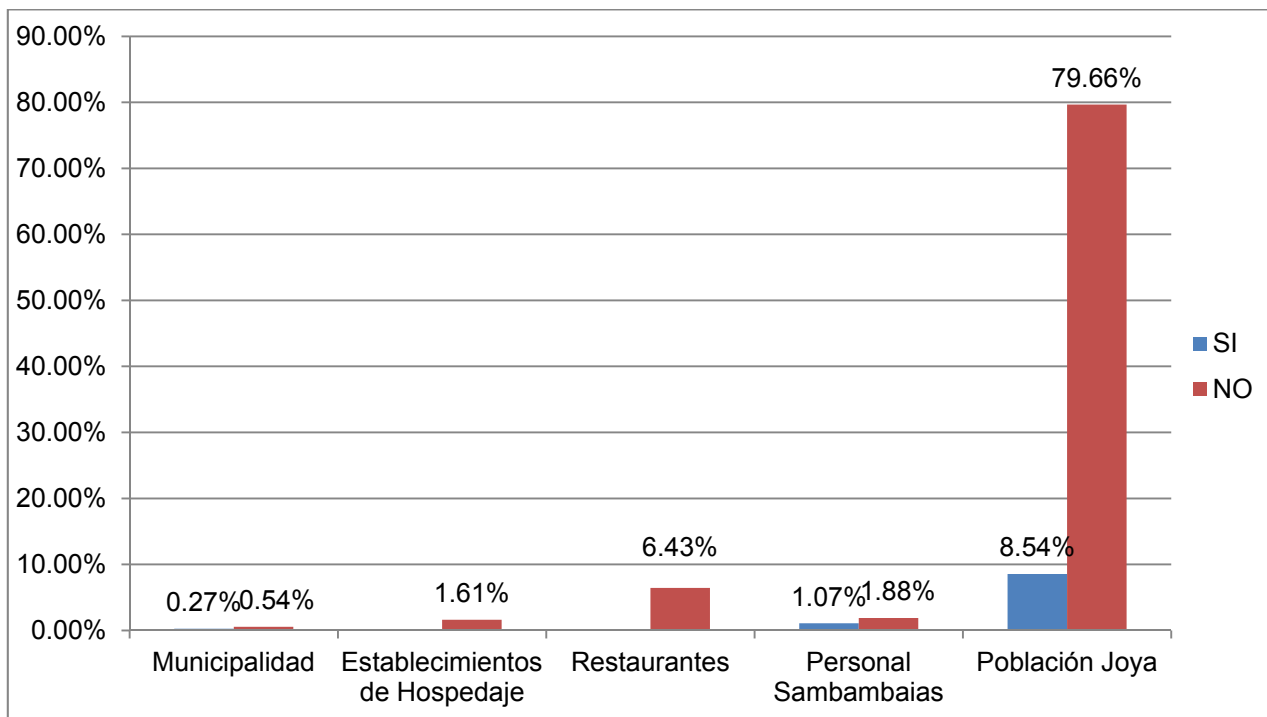 90.00%
80.00%
70.00%
60.00%
50.00%
40.00%
30.00%
20.00%
10.00%
0.00%
0.27%
0.54%
1.61%
6.43%
1.07%
1.88%
8.54%
79.66%
Municipalidad
Establecimientos
de Hospedaje
Restaurantes
Personal
Sambambaias
Población Joya
SI
NO